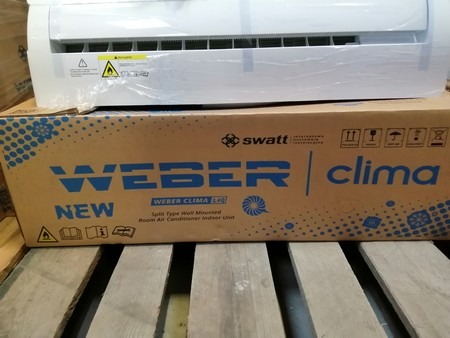 swatt
WEBER | clima
NEW
WEBER CLIMA
Split Type Wall Mounted
Room Air Conditioner Indoor Unit